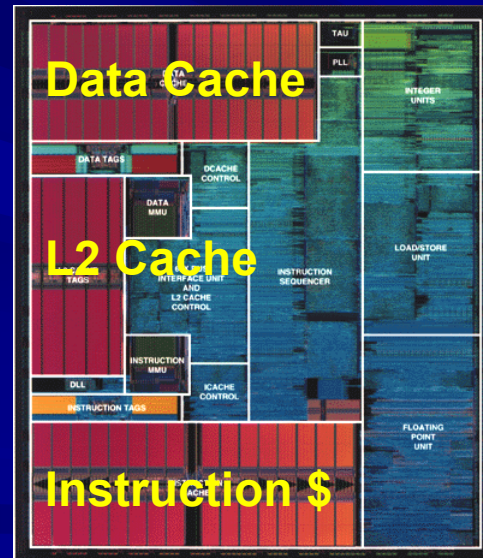 Data Cache
TAU
PLL
INTEGER
UNITS
DATA TAGS
DCACHE
CONTROL
DATA
MMU
L2 Cache
TAGS
INTERFACE UNIT
AND
L2 CACHE
CONTROL
INSTRUCTION
SEQUENCER
LOAD/STORE
UNIT
INSTRUCTION
MMU
DLL
INSTRUCTION TAGS
ICACHE
CONTROL
FLOATING
POINT
UNIT
Instruction $
CACHE